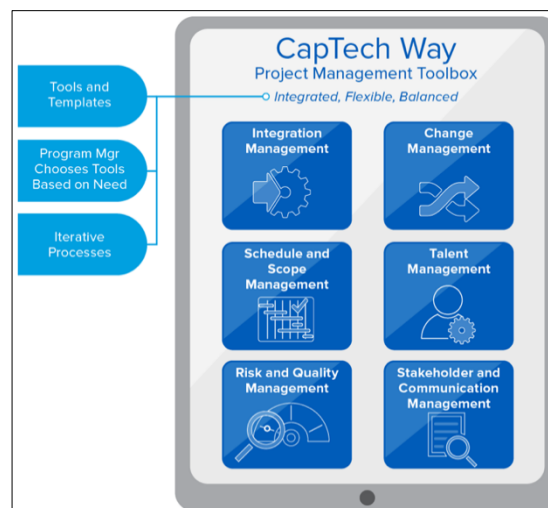 CapTech Way
Project Management Toolbox
Integrated, Flexible, Balanced
Tools and
Templates
Program Mgr
Chooses Tools
Based on Need
Iterative
Processes
Integration
Management
Change
Management
Schedule and
Scope
Management
Talent
Management
Risk and Quality
Management
Stakeholder and
Communication
Management